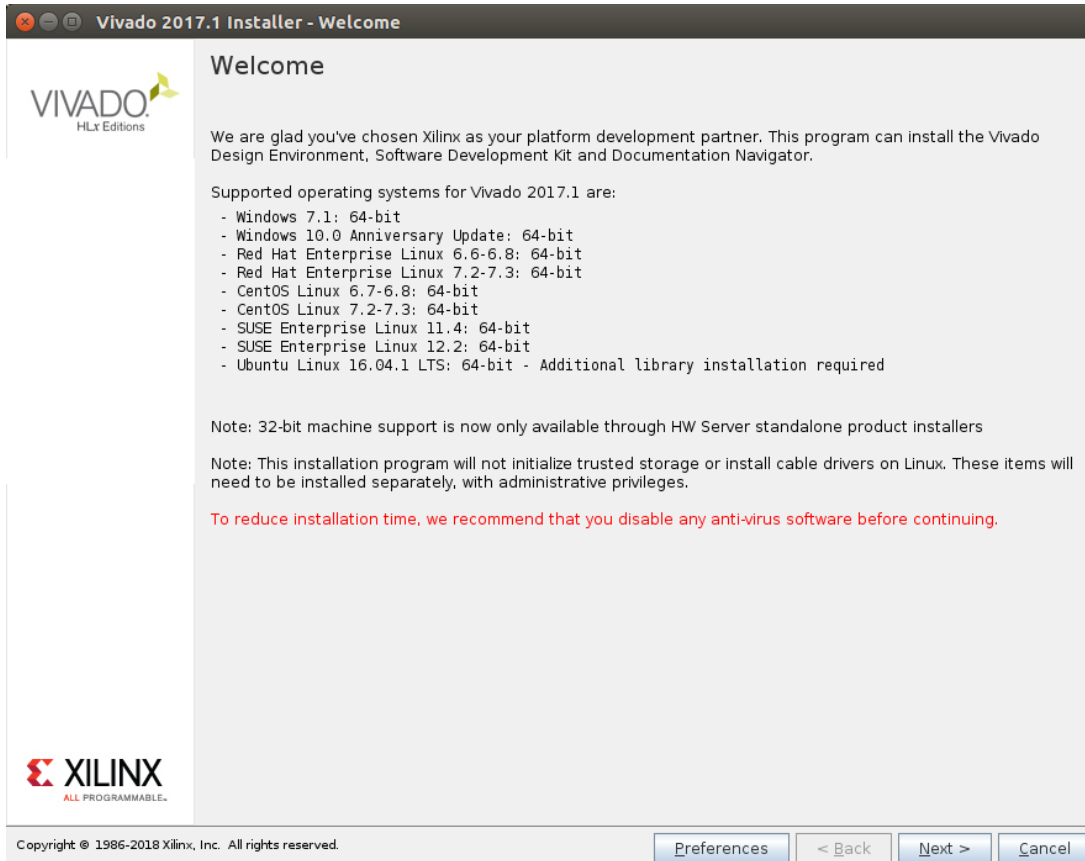 Vivado 2017.1 Installer - Welcome
VIVADO.
HLx Editions
Welcome
We are glad you've chosen Xilinx as your platform development partner. This program can install the Vivado
Design Environment, Software Development Kit and Documentation Navigator.
Supported operating systems for Vivado 2017.1 are:
- Windows 7.1: 64-bit
- Windows 10.0 Anniversary Update: 64-bit
- Red Hat Enterprise Linux 6.6-6.8: 64-bit
- Red Hat Enterprise Linux 7.2-7.3: 64-bit
- CentOS Linux 6.7-6.8: 64-bit
- CentOS Linux 7.2-7.3: 64-bit
- SUSE Enterprise Linux 11.4: 64-bit
- SUSE Enterprise Linux 12.2: 64-bit
- Ubuntu Linux 16.04.1 LTS: 64-bit - Additional library installation required
Note: 32-bit machine support is now only available through HW Server standalone product installers
Note: This installation program will not initialize trusted storage or install cable drivers on Linux. These items will
need to be installed separately, with administrative privileges.
To reduce installation time, we recommend that you disable any anti-virus software before continuing.
XILINX
ALL PROGRAMMABLE™
Copyright © 1986-2018 Xilinx, Inc. All rights reserved.
Preferences
< Back
Next >
Cancel